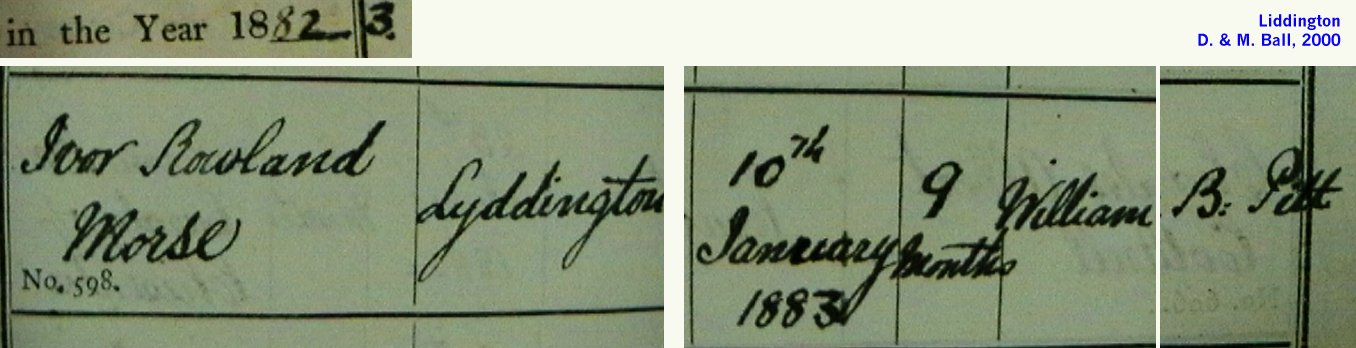 in the Year 1882 3.
Liddington
D. & M. Ball, 2000
Ivor Rowland
Morse
No. 598.
Lyddington
10th
January
1883
9
Months
William B. Pitt